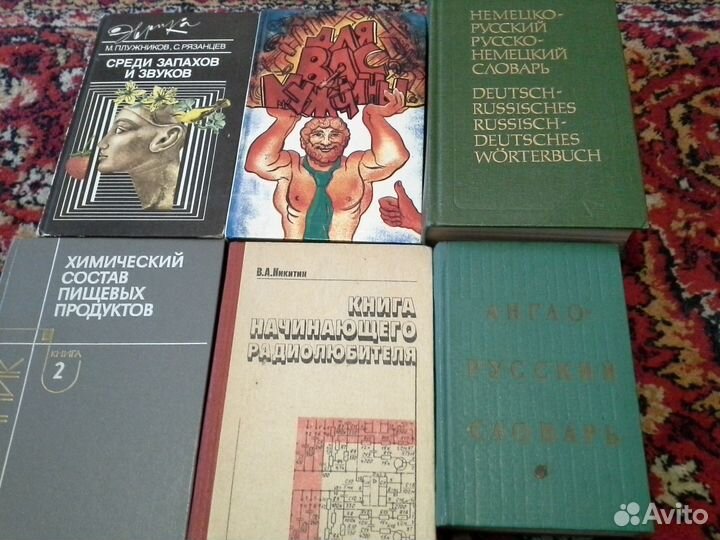 Эврика
М. ПЛУЖНИКОВ, С. РЯЗАНЦЕВ
СРЕДИ ЗАПАХОВ
И ЗВУКОВ
ДЛЯ
ВАС
МУЖЧИНЫ
НЕМЕЦКО-
РУССКИЙ
РУССКО-
НЕМЕЦКИЙ
СЛОВАРЬ
DEUTSCH-
RUSSISCHES
RUSSISCH-
DEUTSCHES
WÖRTERBUCH
ХИМИЧЕСКИЙ
СОСТАВ
ПИЩЕВЫХ
ПРОДУКТОВ
КНИГА
2
НИК
В.А.Никитин
КНИГА
НАЧИНАЮЩЕГО
РАДИОЛЮБИТЕЛЯ
АНГЛО-
РУССКИЙ
СЛОВАРЬ
Avito